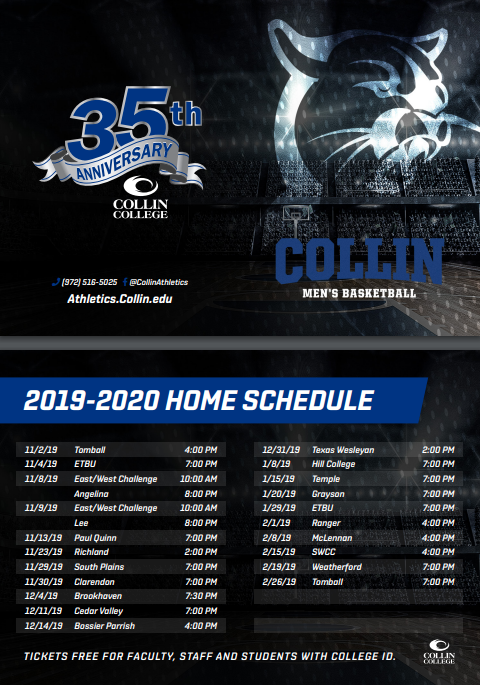 35th
ANNIVERSARY
COLLIN
COLLEGE
(972) 516-5025 @CollinAthletics
Athletics.Collin.edu
COLLIN
MEN'S BASKETBALL
2019-2020 HOME SCHEDULE
11/2/19 Tomball 4:00 PM
11/4/19 ETBU 7:00 PM
11/8/19 East/West Challenge 10:00 AM
Angelina 8:00 PM
11/9/19 East/West Challenge 10:00 AM
Lee 8:00 PM
11/13/19 Paul Quinn 7:00 PM
11/23/19 Richland 2:00 PM
11/29/19 South Plains 7:00 PM
11/30/19 Clarendon 7:00 PM
12/4/19 Brookhaven 7:30 PM
12/11/19 Cedar Valley 7:00 PM
12/14/19 Bossier Parrish 4:00 PM
12/31/19 Texas Wesleyan 2:00 PM
1/8/19 Hill College 7:00 PM
1/15/19 Temple 7:00 PM
1/20/19 Grayson 7:00 PM
1/29/19 ETBU 7:00 PM
2/1/19 Ranger 4:00 PM
2/8/19 McLennan 4:00 PM
2/15/19 SWCC 4:00 PM
2/19/19 Weatherford 7:00 PM
2/26/19 Tomball 7:00 PM
TICKETS FREE FOR FACULTY, STAFF AND STUDENTS WITH COLLEGE ID.
COLLIN
COLLEGE